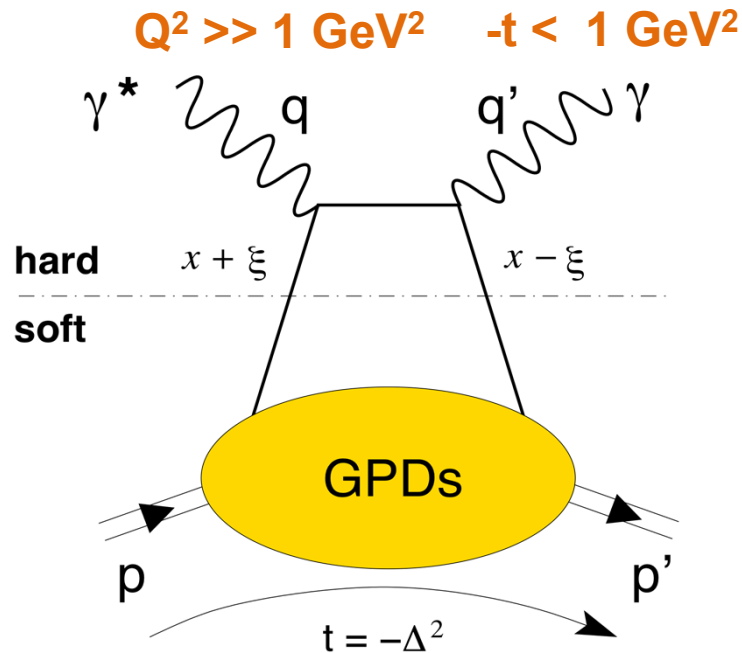 Q² >> 1 GeV² -t < 1 GeV²
γ* q q' γ
hard x + ξ x − ξ
soft
GPDs
p p'
t = −Δ²